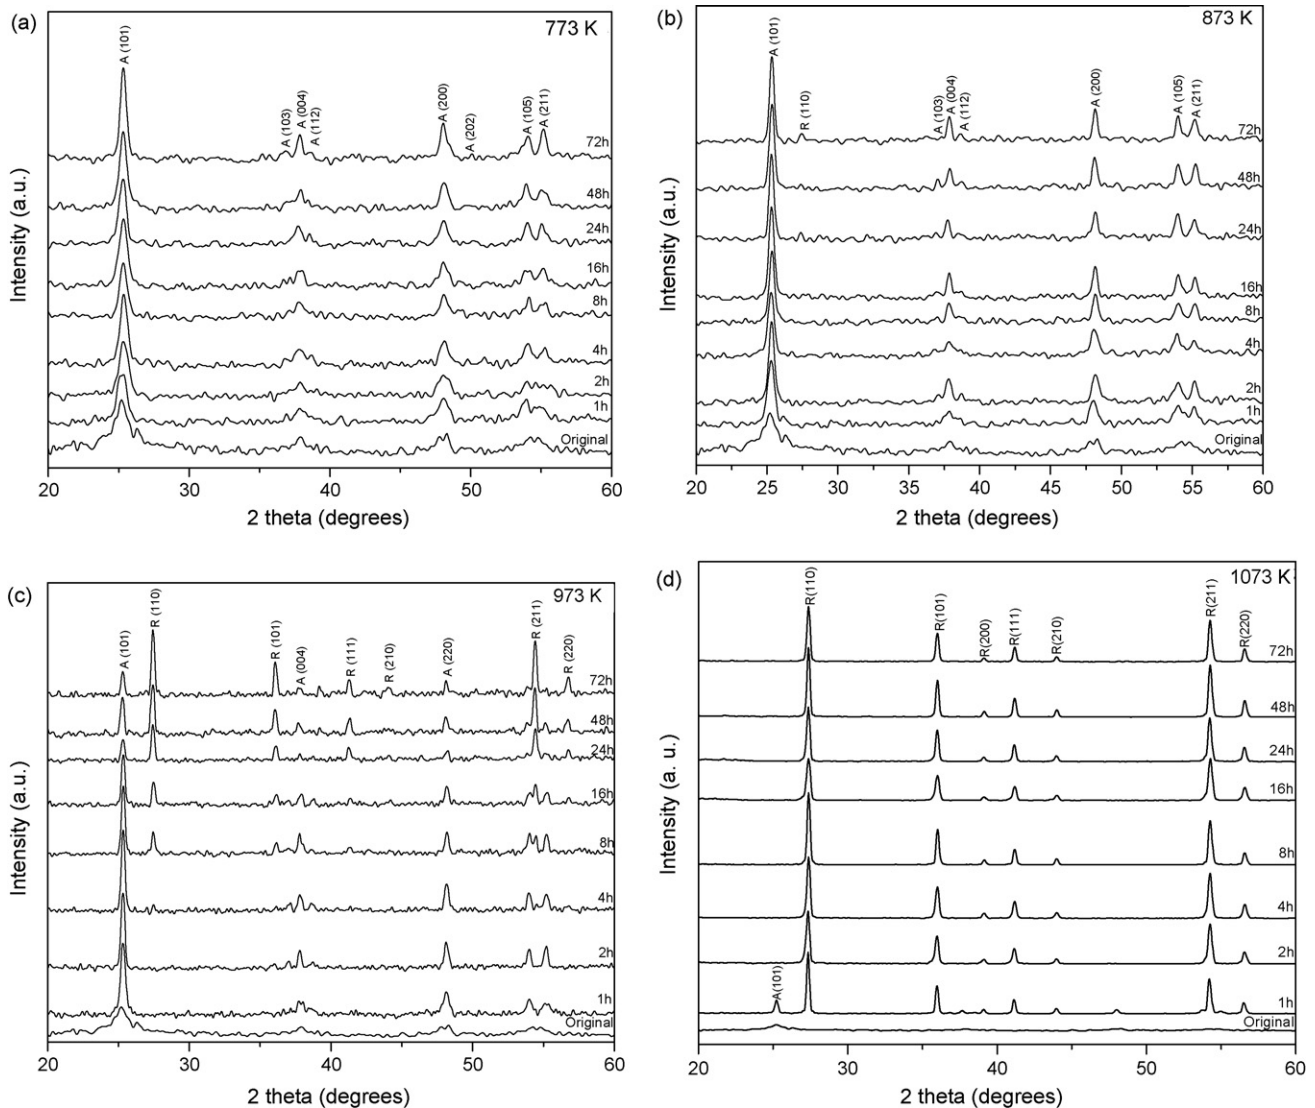 (a)
773 K
A (101)
A (103)
A (004)
A (112)
A (200)
A (202)
A (105)
A (211)
72h
48h
24h
16h
8h
4h
2h
1h
Original
Intensity (a.u.)
20 30 40 50 60
2 theta (degrees)
(b)
873 K
A (101)
R (110)
A (103)
A (004)
A (112)
A (200)
A (105)
A (211)
72h
48h
24h
16h
8h
4h
2h
1h
Original
Intensity (a.u.)
20 25 30 35 40 45 50 55 60
2 theta (degrees)
(c)
973 K
A (101)
R (110)
R (101)
A (004)
R (111)
R (210)
A (220)
R (211)
R (220)
72h
48h
24h
16h
8h
4h
2h
1h
Original
Intensity (a.u.)
20 30 40 50 60
2 theta (degrees)
(d)
1073 K
R(110)
R(101)
R(200)
R(111)
R(210)
R(211)
R(220)
72h
48h
24h
16h
8h
4h
2h
A(101)
1h
Original
Intensity (a. u.)
20 30 40 50 60
2 theta (degrees)